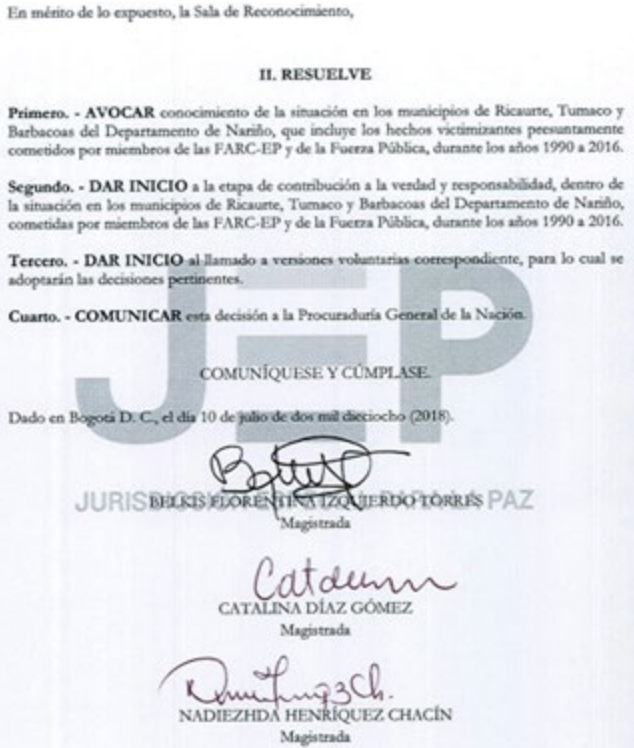 En mérito de lo expuesto, la Sala de Reconocimiento,
II. RESUELVE
Primero. - AVOCAR conocimiento de la situación en los municipios de Ricaurte, Tumaco y
Barbacoas del Departamento de Nariño, que incluye los hechos victimizantes presuntamente
cometidos por miembros de las FARC-EP y de la Fuerza Pública, durante los años 1990 a 2016.
Segundo. - DAR INICIO a la etapa de contribución a la verdad y responsabilidad, dentro de
la situación en los municipios de Ricaurte, Tumaco y Barbacoas del Departamento de Nariño,
cometidas por miembros de las FARC-EP y de la Fuerza Pública, durante los años 1990 a 2016.
Tercero. - DAR INICIO al llamado a versiones voluntarias correspondiente, para lo cual se
adoptarán las decisiones pertinentes.
Cuarto. - COMUNICAR esta decisión a la Procuraduría General de la Nación.
JEP
COMUNÍQUESE Y CÚMPLASE.
Dado en Bogotá D. C., el día 10 de julio de dos mil dieciocho (2018).
BELKIS FLORENTINA IZQUIERDO TORRES
JURISDICCIÓN ESPECIAL PARA LA PAZ
Magistrada
CATALINA DÍAZ GÓMEZ
Magistrada
NADIEZHDA HENRÍQUEZ CHACÍN
Magistrada